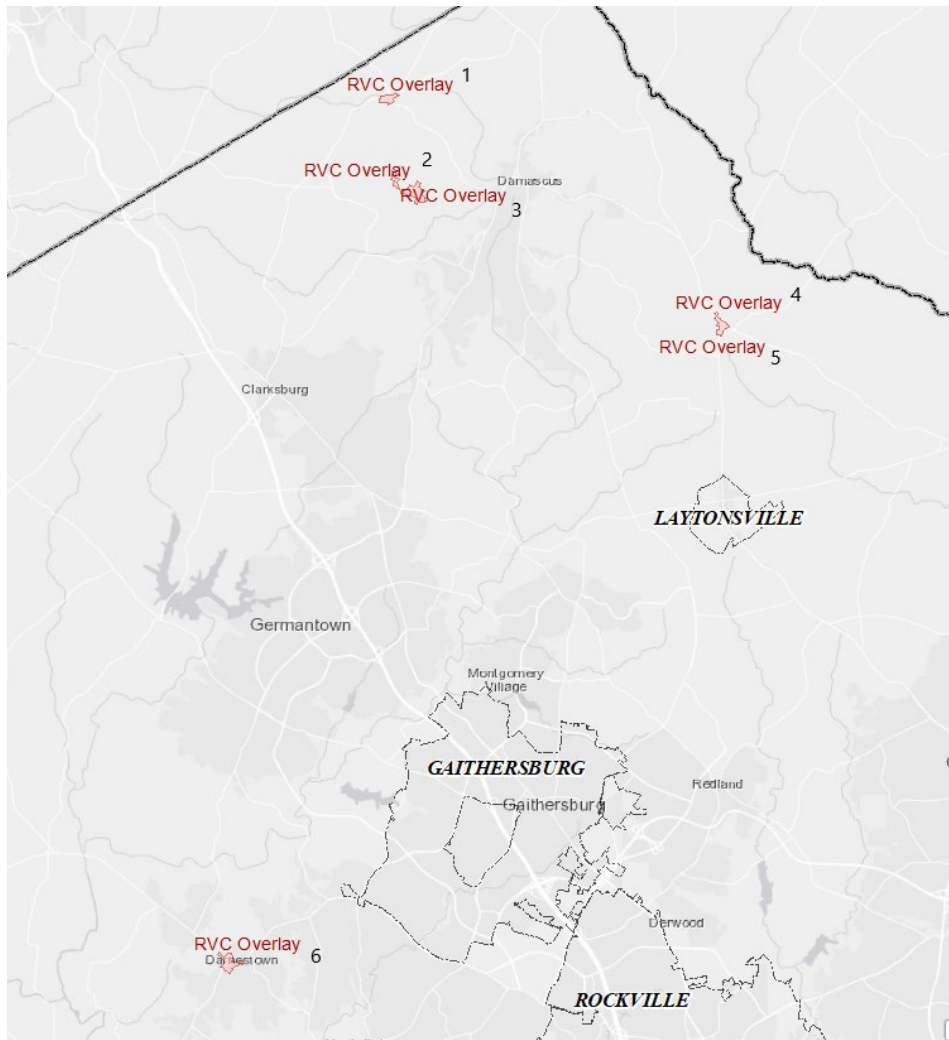 RVC Overlay 1
RVC Overlay 2
Damascus
RVC Overlay 3
RVC Overlay 4
RVC Overlay 5
Clarksburg
LAYTONSVILLE
Germantown
Montgomery
Village
GAITHERSBURG
Redland
Gaithersburg
Derwood
RVC Overlay 6
Darnestown
ROCKVILLE